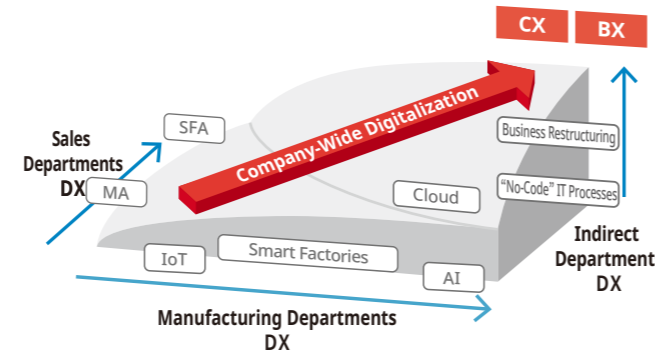 CX
BX
Company-Wide Digitalization
Sales
Departments
DX
SFA
MA
Business Restructuring
"No-Code" IT Processes
Cloud
IoT
Smart Factories
AI
Indirect
Department
DX
Manufacturing Departments
DX